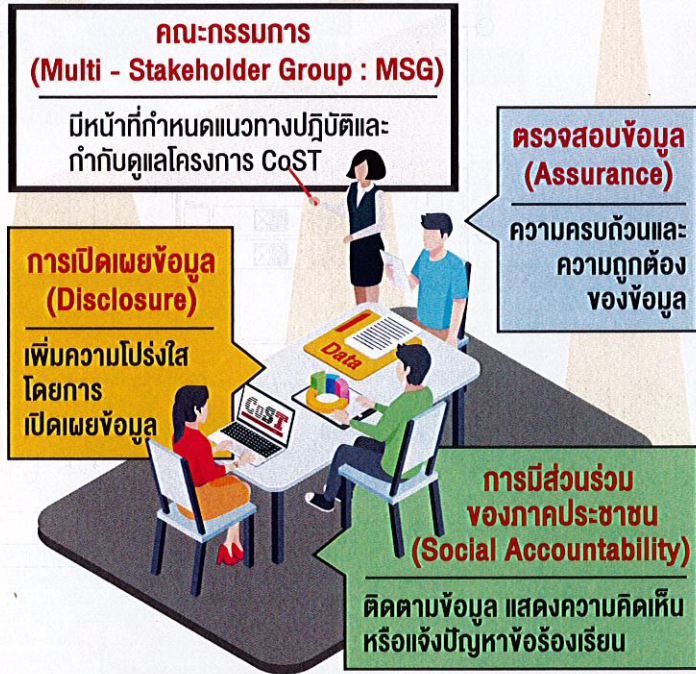 คณะกรรมการ
(Multi - Stakeholder Group : MSG)
มีหน้าที่กำหนดแนวทางปฏิบัติและ
กำกับดูแลโครงการ CoST
ตรวจสอบข้อมูล
(Assurance)
ความครบถ้วนและ
ความถูกต้อง
ของข้อมูล
การเปิดเผยข้อมูล
(Disclosure)
เพิ่มความโปร่งใส
โดยการ
เปิดเผยข้อมูล
Data
CoST
การมีส่วนร่วม
ของภาคประชาชน
(Social Accountability)
ติดตามข้อมูล แสดงความคิดเห็น
หรือแจ้งปัญหาข้อร้องเรียน